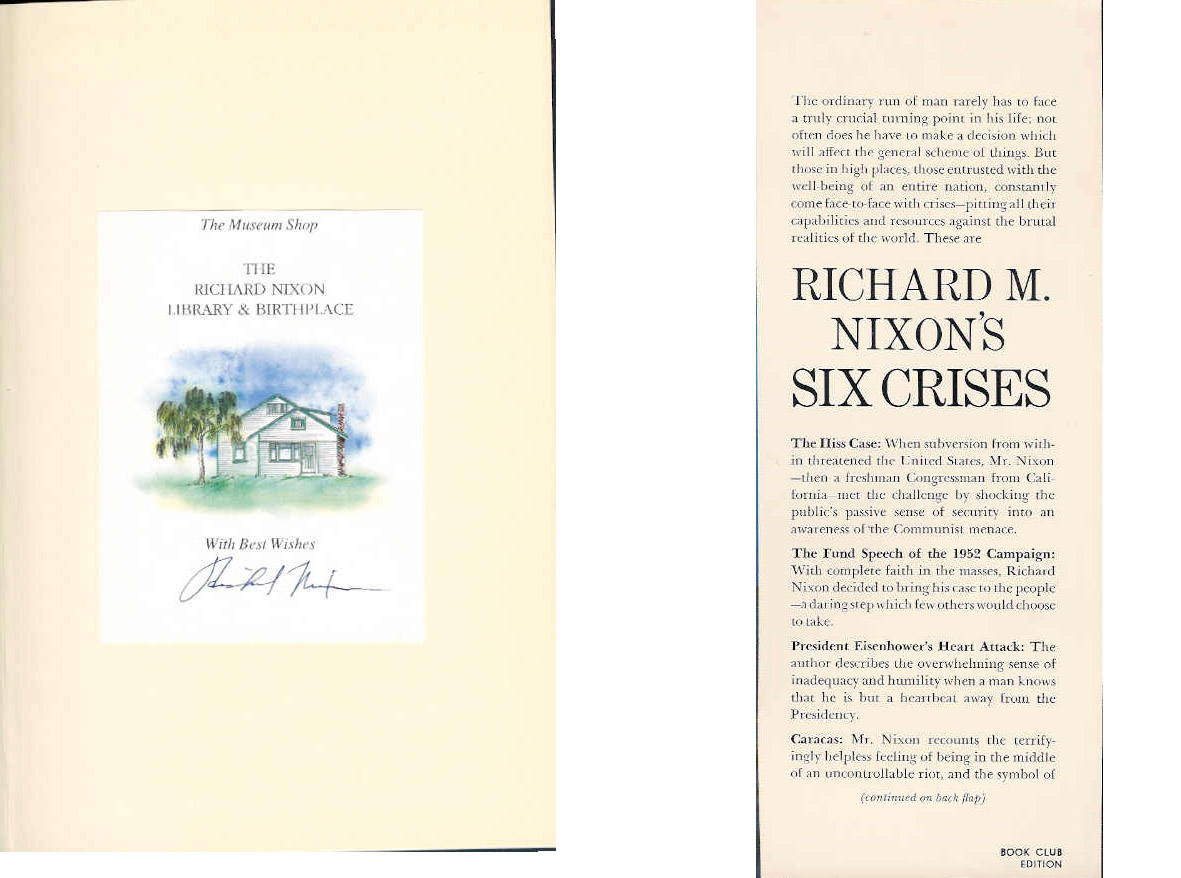 The Museum Shop
THE
RICHARD NIXON
LIBRARY & BIRTHPLACE
With Best Wishes
Richard Nixon
The ordinary run of man rarely has to face
a truly crucial turning point in his life; not
often does he have to make a decision which
will affect the general scheme of things. But
those in high places, those entrusted with the
well-being of an entire nation, constantly
come face-to-face with crises—pitting all their
capabilities and resources against the brutal
realities of the world. These are
RICHARD M.
NIXON'S
SIX CRISES
The Hiss Case: When subversion from with-
in threatened the United States, Mr. Nixon
—then a freshman Congressman from Cali-
fornia—met the challenge by shocking the
public's passive sense of security into an
awareness of the Communist menace.
The Fund Speech of the 1952 Campaign:
With complete faith in the masses, Richard
Nixon decided to bring his case to the people
—a daring step which few others would choose
to take.
President Eisenhower's Heart Attack: The
author describes the overwhelming sense of
inadequacy and humility when a man knows
that he is but a heartbeat away from the
Presidency.
Caracas: Mr. Nixon recounts the terrify-
ingly helpless feeling of being in the middle
of an uncontrollable riot, and the symbol of
(continued on back flap)
BOOK CLUB
EDITION